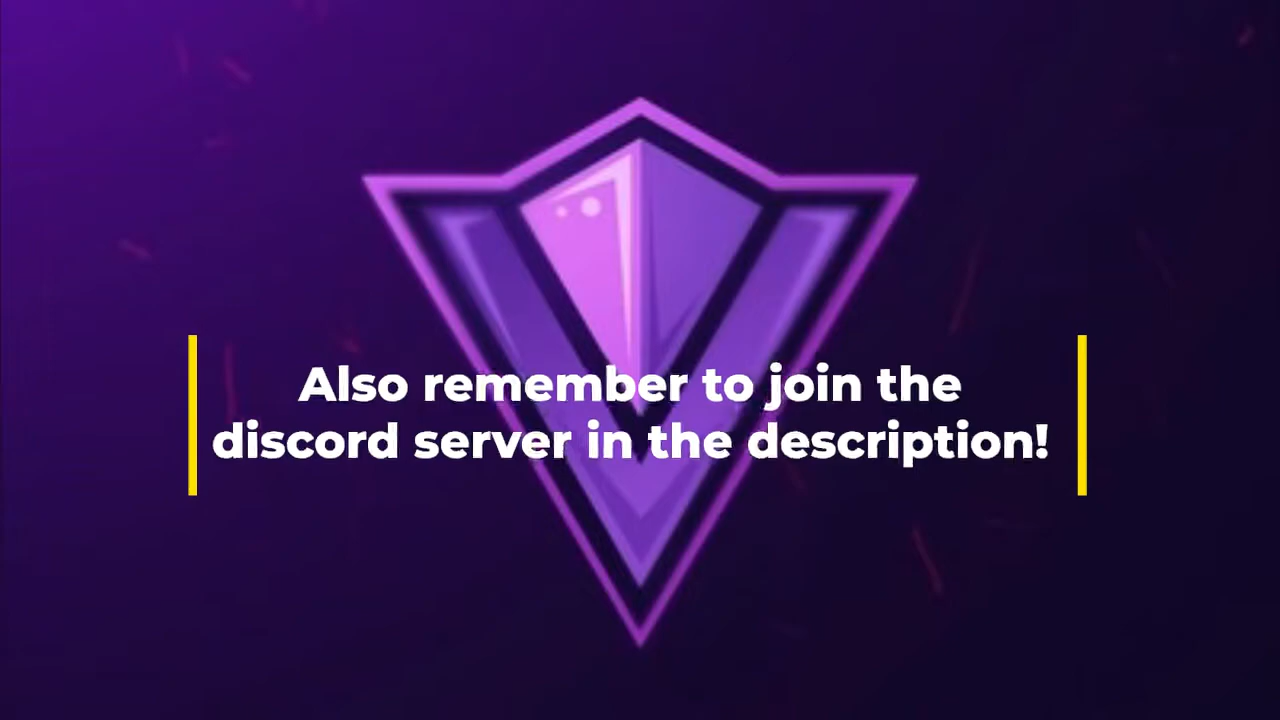 Also remember to join the
discord server in the description!